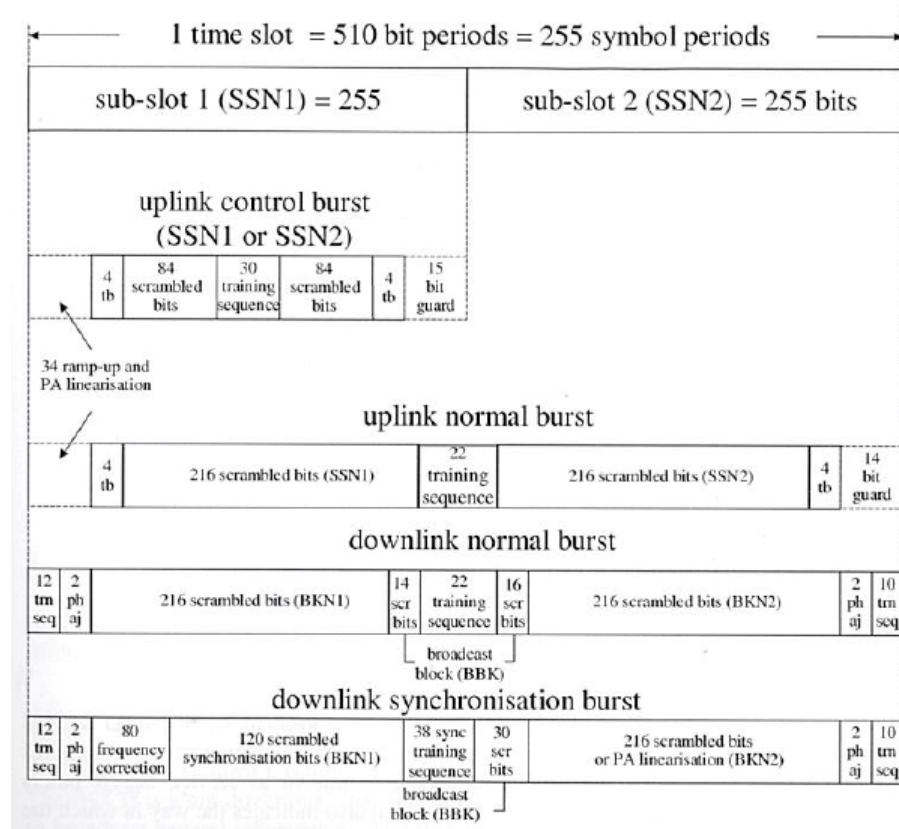 1 time slot = 510 bit periods = 255 symbol periods
sub-slot 1 (SSN1) = 255
sub-slot 2 (SSN2) = 255 bits
uplink control burst
(SSN1 or SSN2)
4
tb
84
scrambled
bits
30
training
sequence
84
scrambled
bits
4
tb
15
bit
guard
34 ramp-up and
PA linearisation
uplink normal burst
4
tb
216 scrambled bits (SSN1)
22
training
sequence
216 scrambled bits (SSN2)
4
tb
14
bit
guard
downlink normal burst
12
trn
seq
2
ph
aj
216 scrambled bits (BKN1)
14
scr
bits
22
training
sequence
16
scr
bits
216 scrambled bits (BKN2)
2
ph
aj
10
trn
seq
broadcast
block (BBK)
downlink synchronisation burst
12
trn
seq
2
ph
aj
80
frequency
correction
120 scrambled
synchronisation bits (BKN1)
38 sync
training
sequence
30
scr
bits
216 scrambled bits
or PA linearisation (BKN2)
2
ph
aj
10
trn
seq
broadcast
block (BBK)